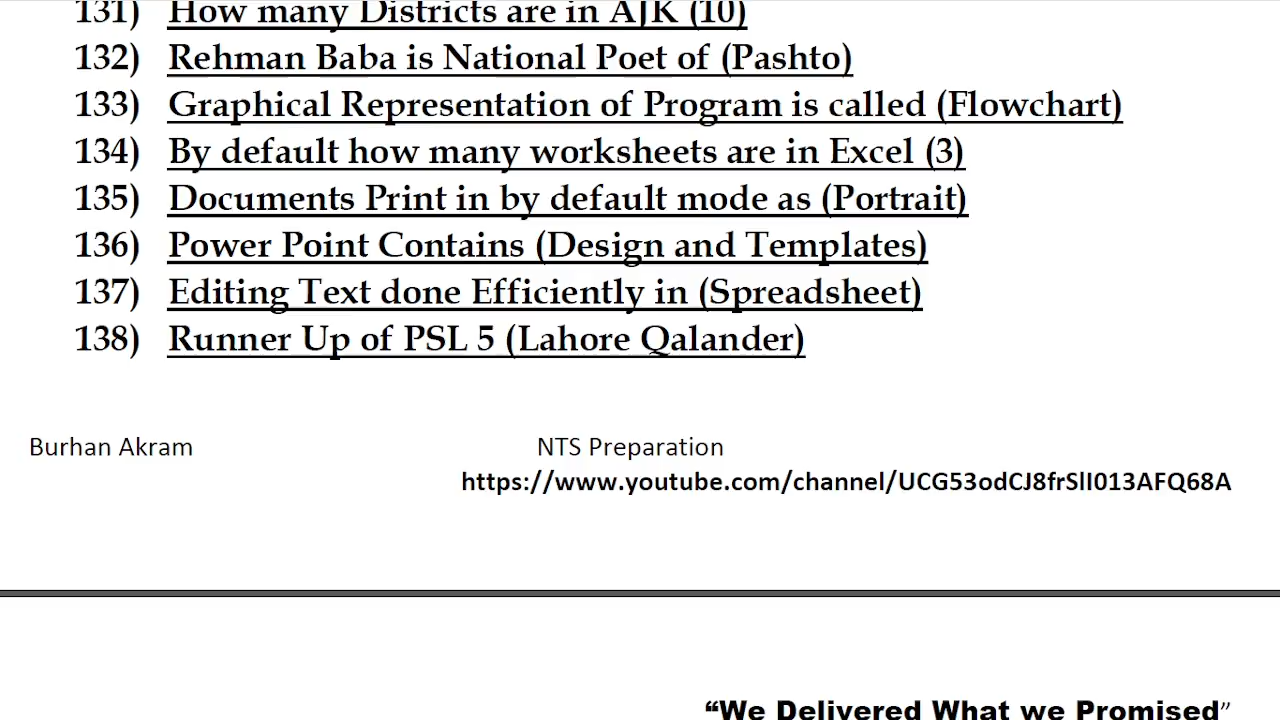 131) How many Districts are in AJK (10)
132) Rehman Baba is National Poet of (Pashto)
133) Graphical Representation of Program is called (Flowchart)
134) By default how many worksheets are in Excel (3)
135) Documents Print in by default mode as (Portrait)
136) Power Point Contains (Design and Templates)
137) Editing Text done Efficiently in (Spreadsheet)
138) Runner Up of PSL 5 (Lahore Qalander)
Burhan Akram NTS Preparation
https://www.youtube.com/channel/UCG53odCJ8frSlI013AFQ68A
“We Delivered What we Promised”